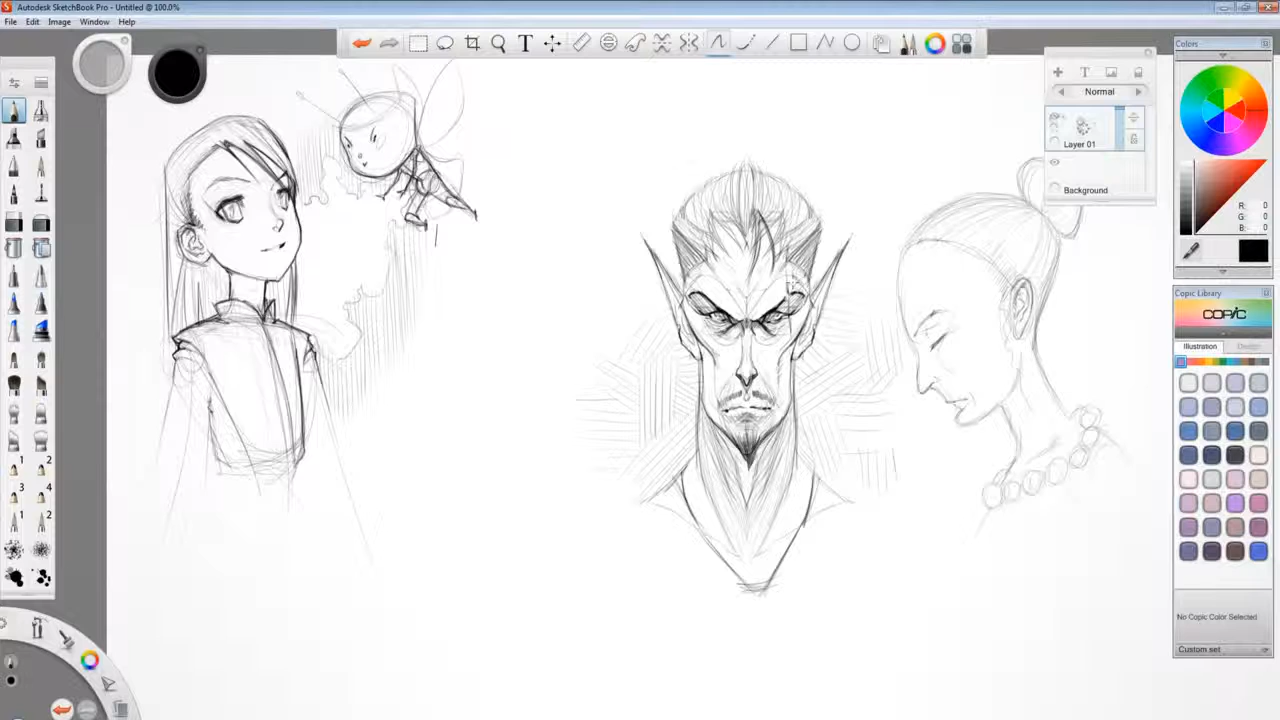 Autodesk SketchBook Pro - Untitled @ 100.0%
File Edit Image Window Help
T
Colors
T
Normal
Layer 01
Background
R: 0
G: 0
B: 0
Copic Library
COPIC
Illustration Design
1 2
3 4
1 2
No Copic Color Selected
Custom set